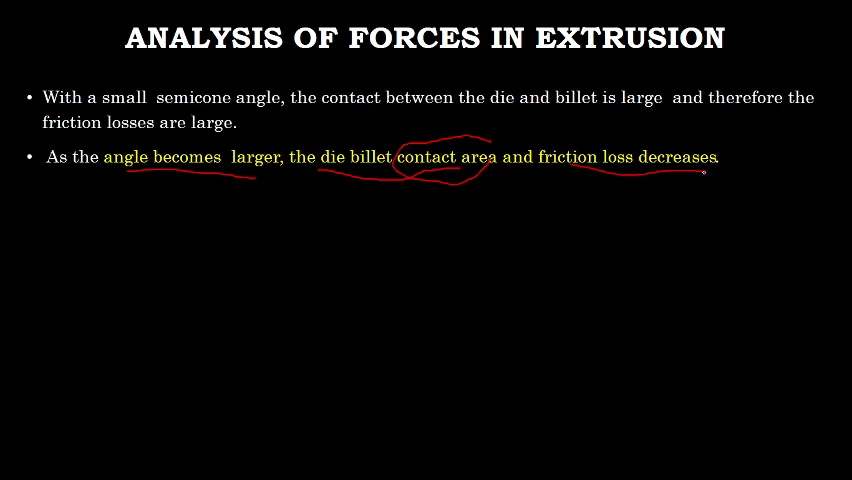 ANALYSIS OF FORCES IN EXTRUSION
• With a small semicone angle, the contact between the die and billet is large and therefore the
friction losses are large.
• As the angle becomes larger, the die billet contact area and friction loss decreases.